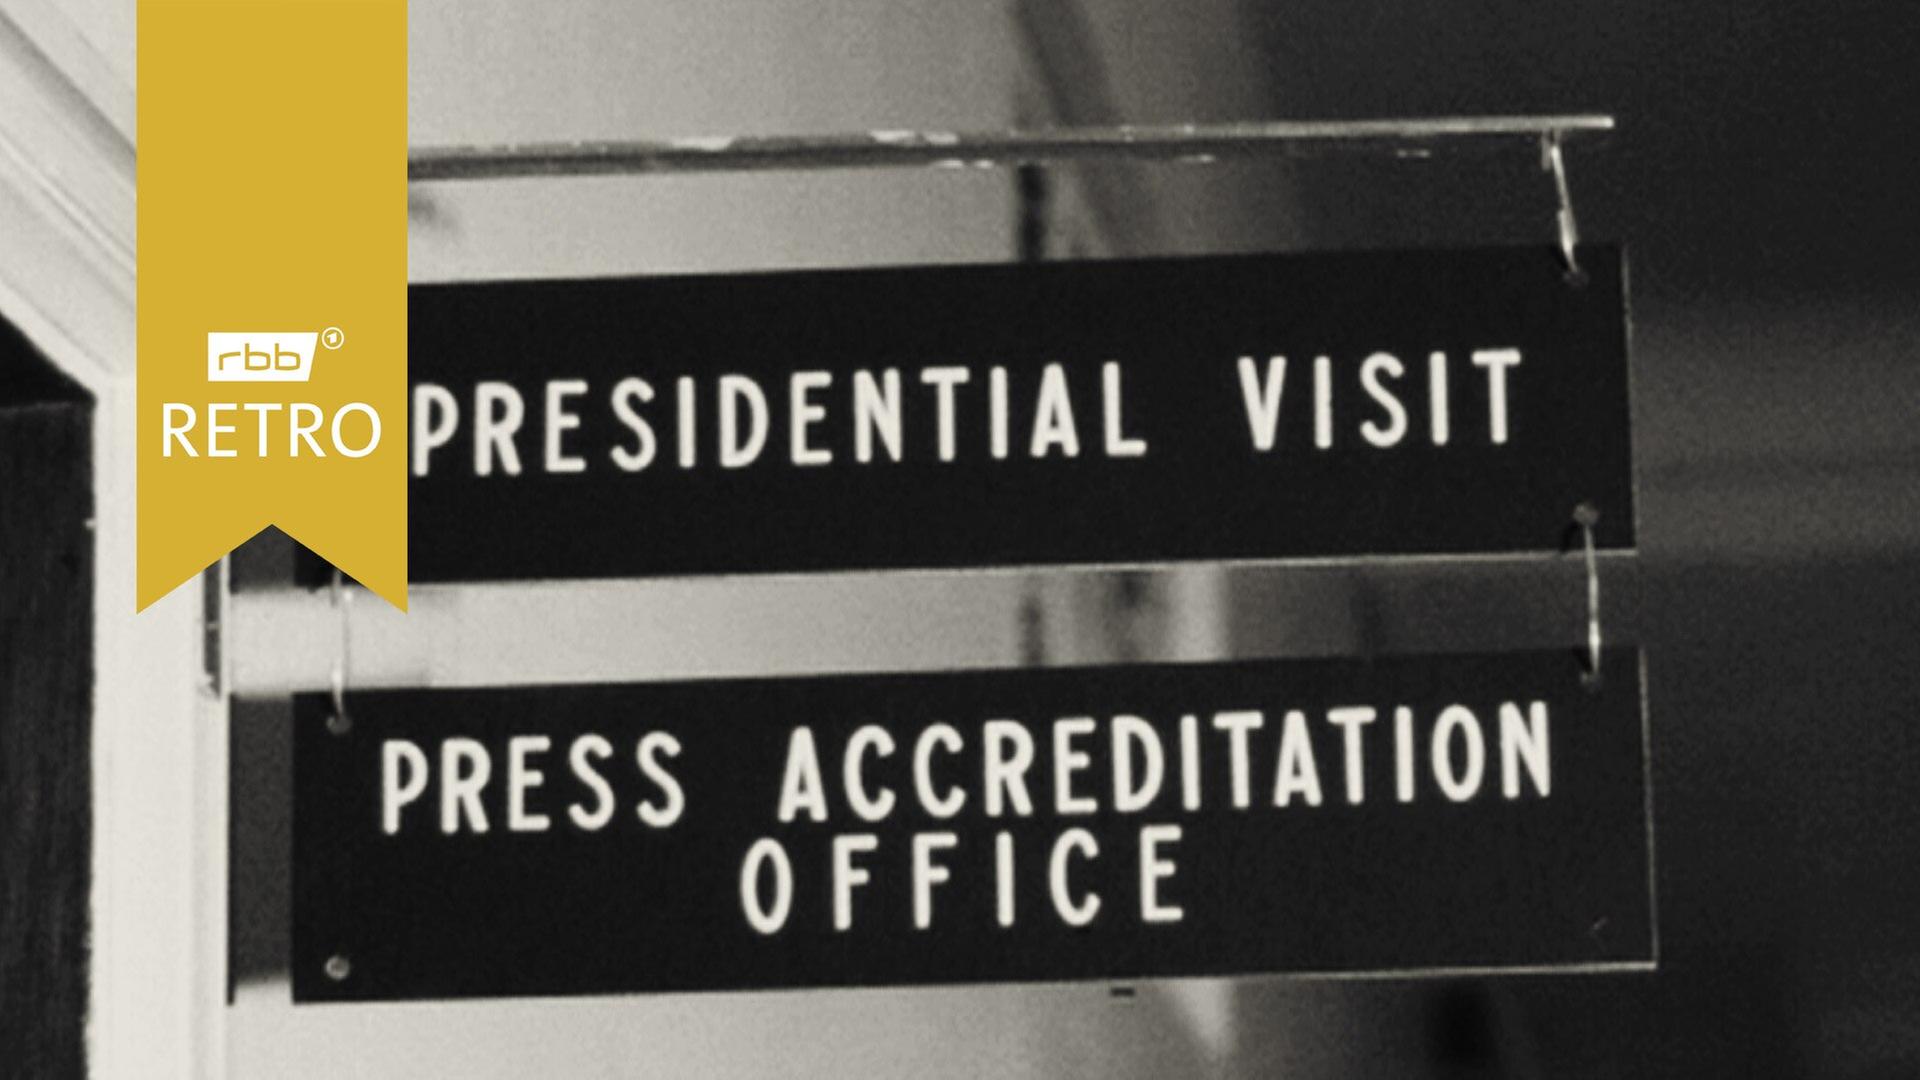 rbb
RETRO
PRESIDENTIAL VISIT
PRESS ACCREDITATION
OFFICE